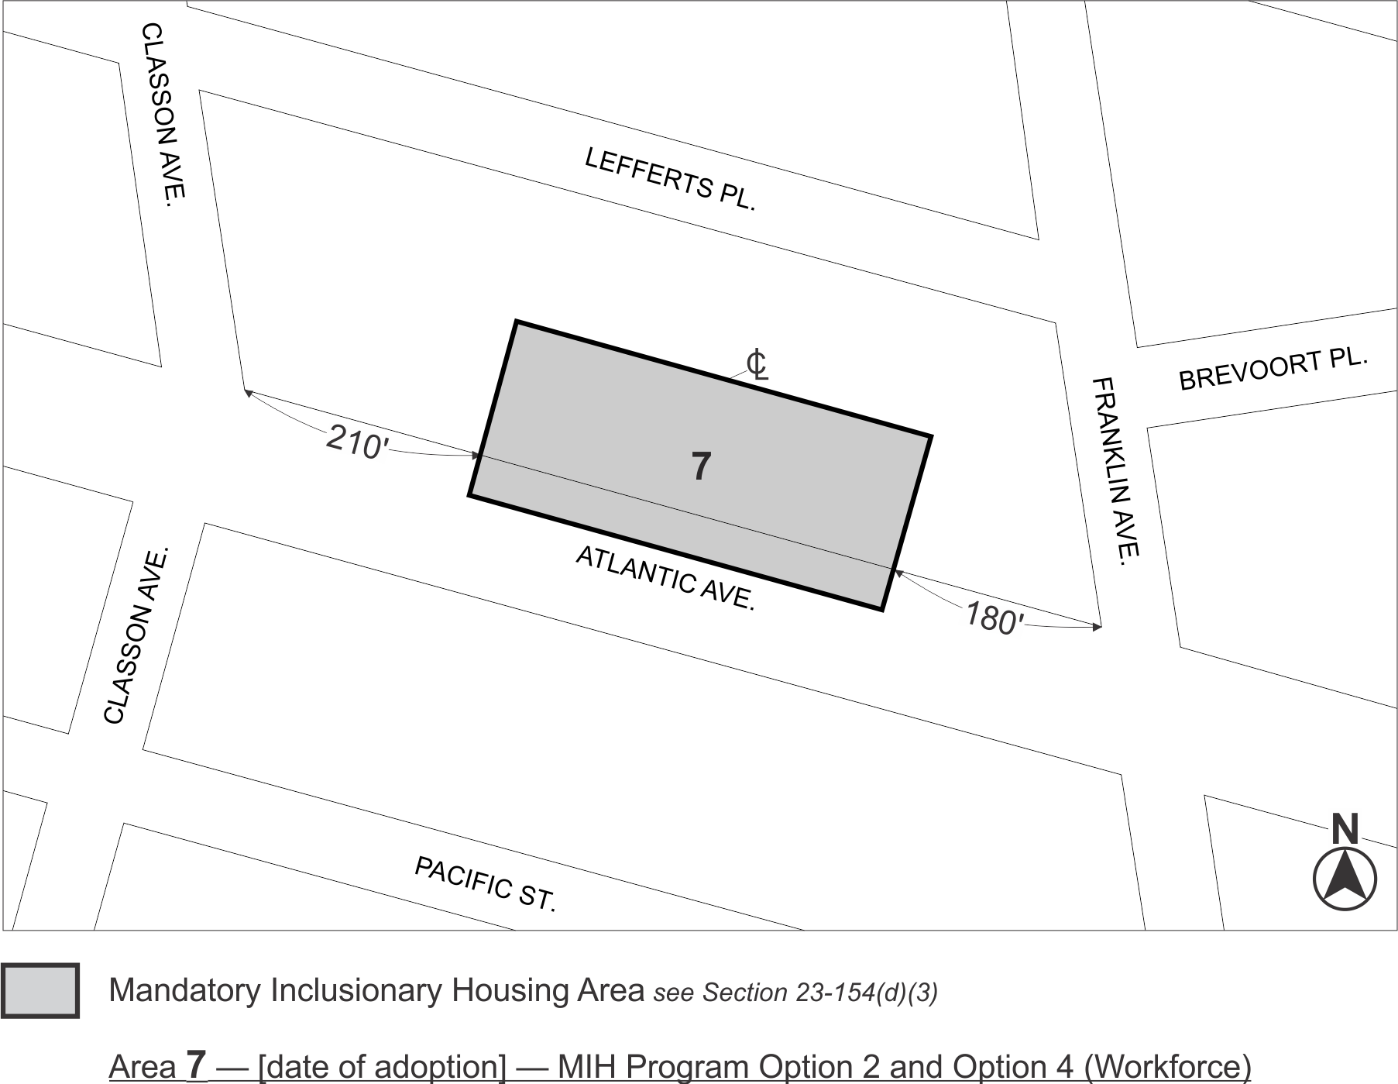 CLASSON AVE.
LEFFERTS PL.
℄
BREVOORT PL.
FRANKLIN AVE.
210'
7
ATLANTIC AVE.
180'
CLASSON AVE.
PACIFIC ST.
N
Mandatory Inclusionary Housing Area see Section 23-154(d)(3)
Area 7 — [date of adoption] — MIH Program Option 2 and Option 4 (Workforce)